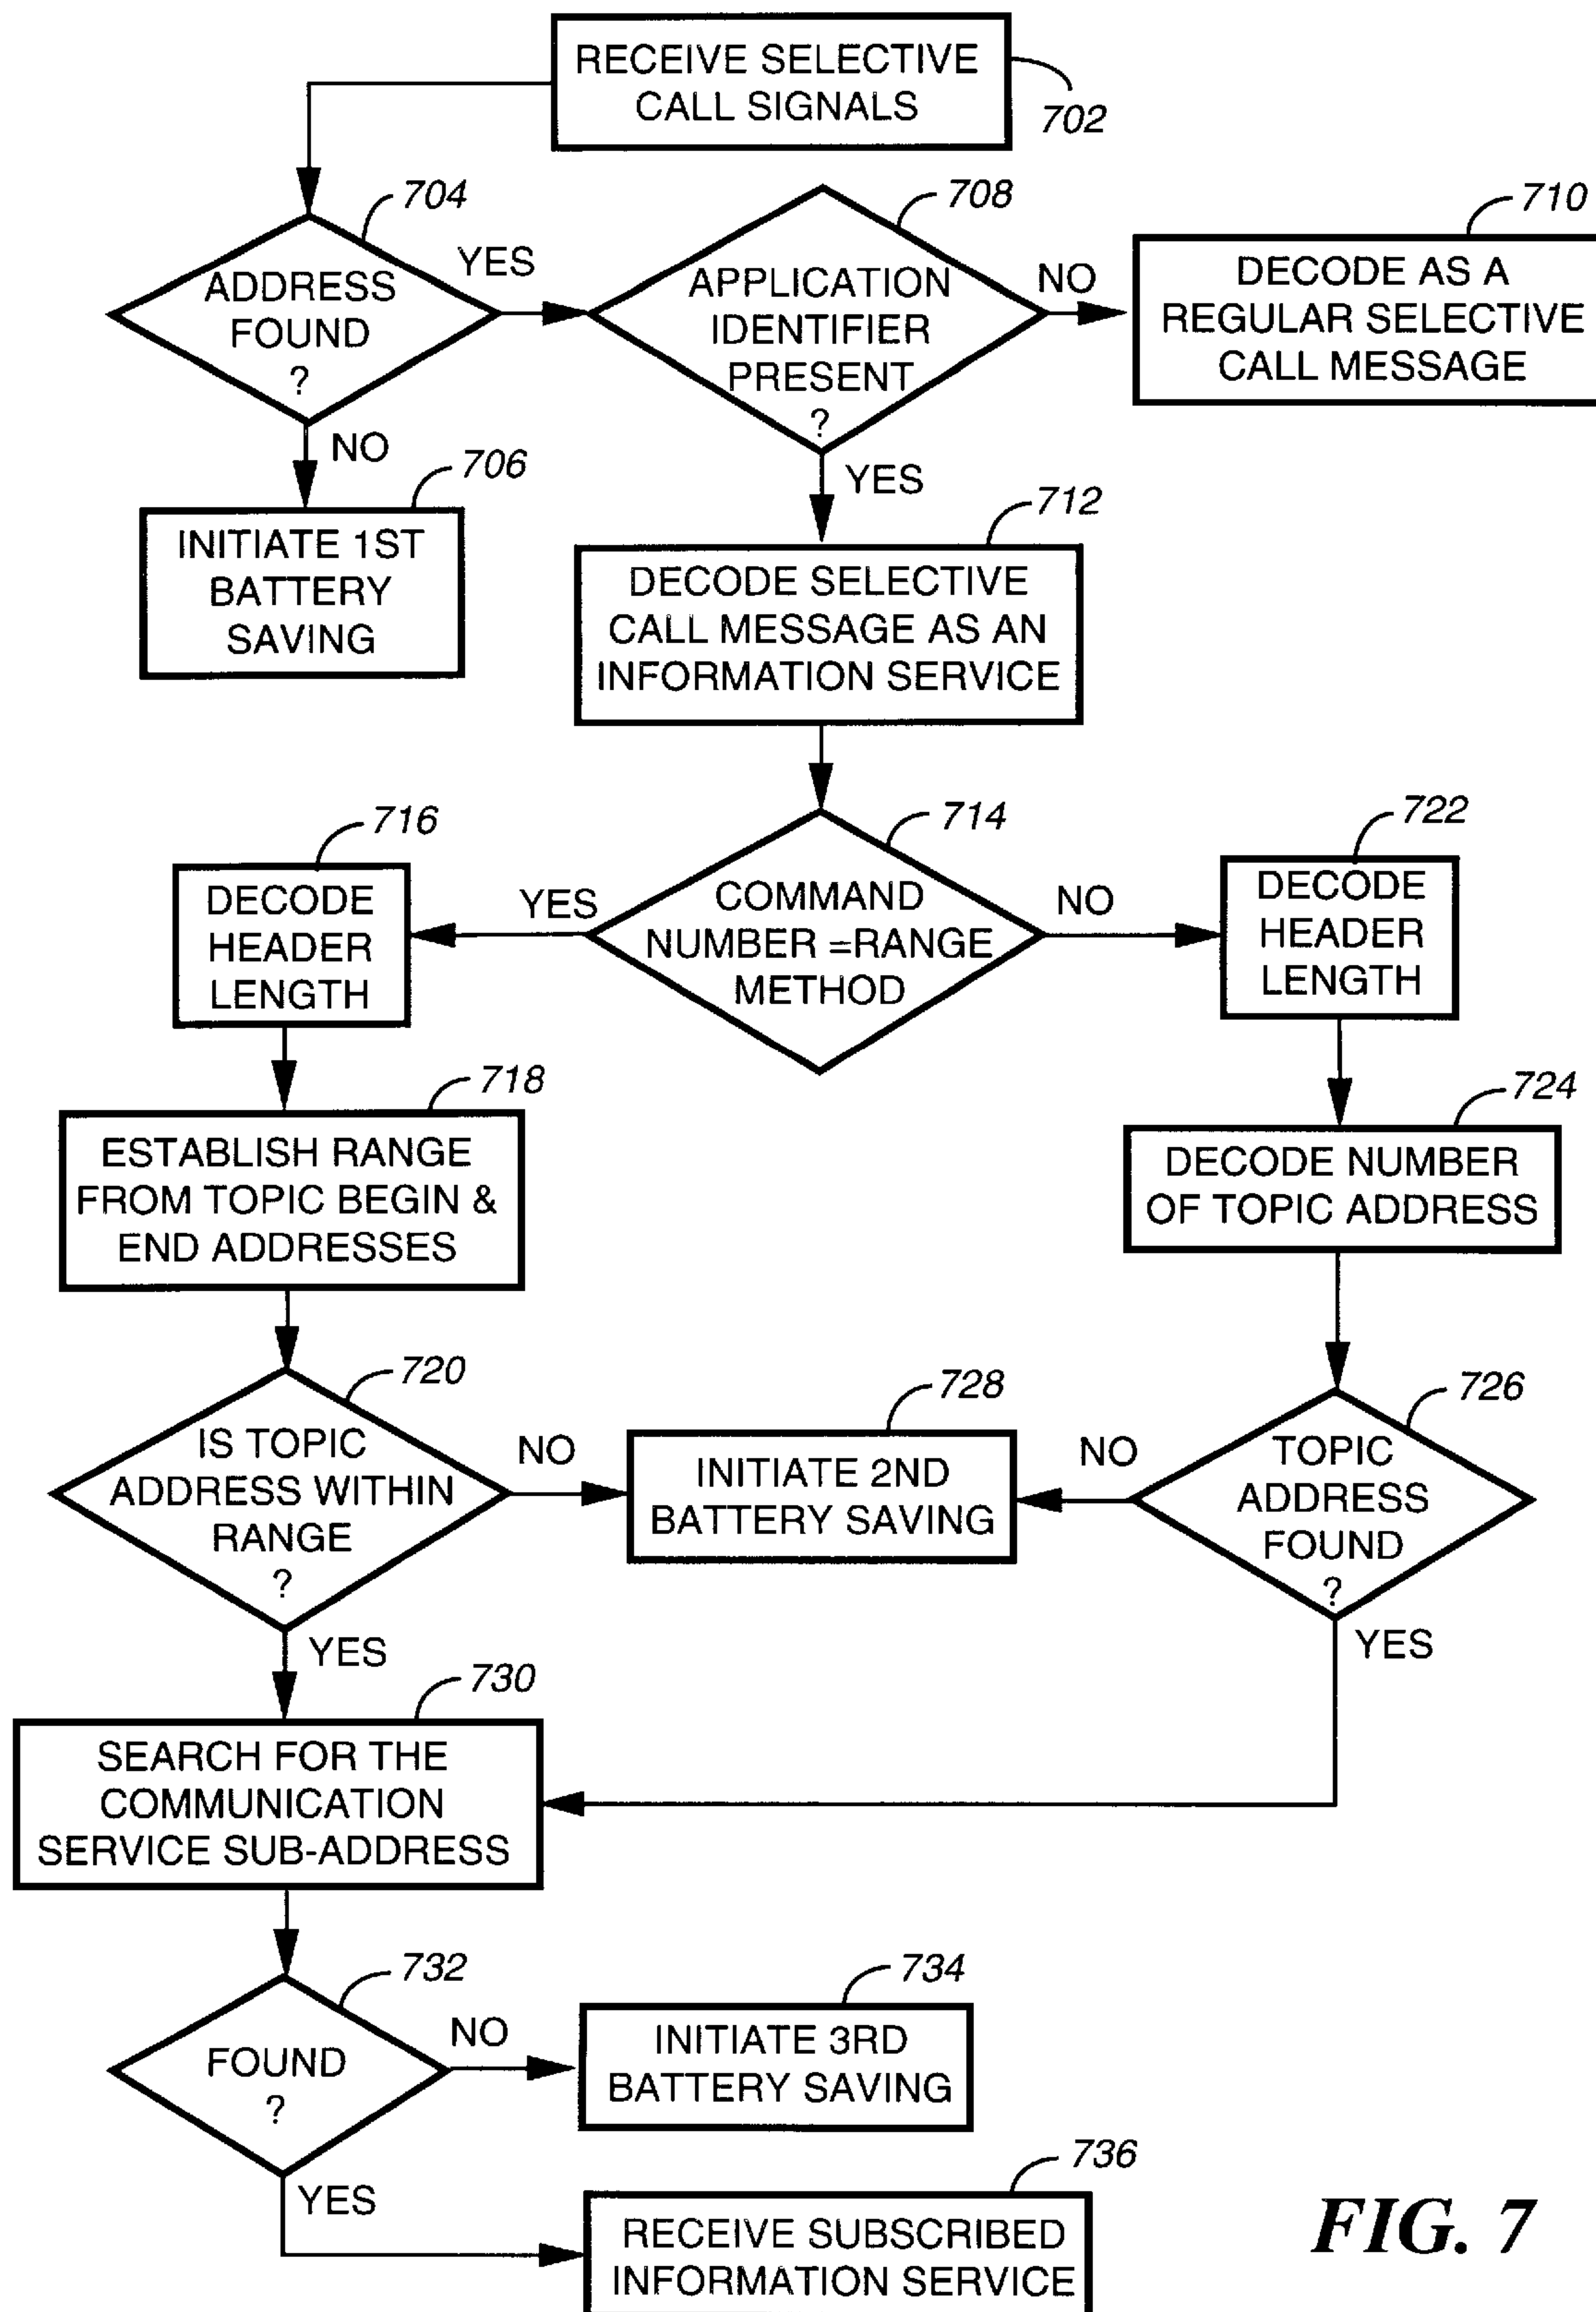 RECEIVE SELECTIVE
CALL SIGNALS
702
704
ADDRESS
FOUND
?
YES
NO
706
INITIATE 1ST
BATTERY
SAVING
708
APPLICATION
IDENTIFIER
PRESENT
?
NO
YES
710
DECODE AS A
REGULAR SELECTIVE
CALL MESSAGE
712
DECODE SELECTIVE
CALL MESSAGE AS AN
INFORMATION SERVICE
714
COMMAND
NUMBER =RANGE
METHOD
YES
NO
716
DECODE
HEADER
LENGTH
722
DECODE
HEADER
LENGTH
718
ESTABLISH RANGE
FROM TOPIC BEGIN &
END ADDRESSES
724
DECODE NUMBER
OF TOPIC ADDRESS
720
IS TOPIC
ADDRESS WITHIN
RANGE
?
NO
YES
728
INITIATE 2ND
BATTERY SAVING
726
TOPIC
ADDRESS
FOUND
?
NO
YES
730
SEARCH FOR THE
COMMUNICATION
SERVICE SUB-ADDRESS
732
FOUND
?
NO
YES
734
INITIATE 3RD
BATTERY SAVING
736
RECEIVE SUBSCRIBED
INFORMATION SERVICE
FIG. 7